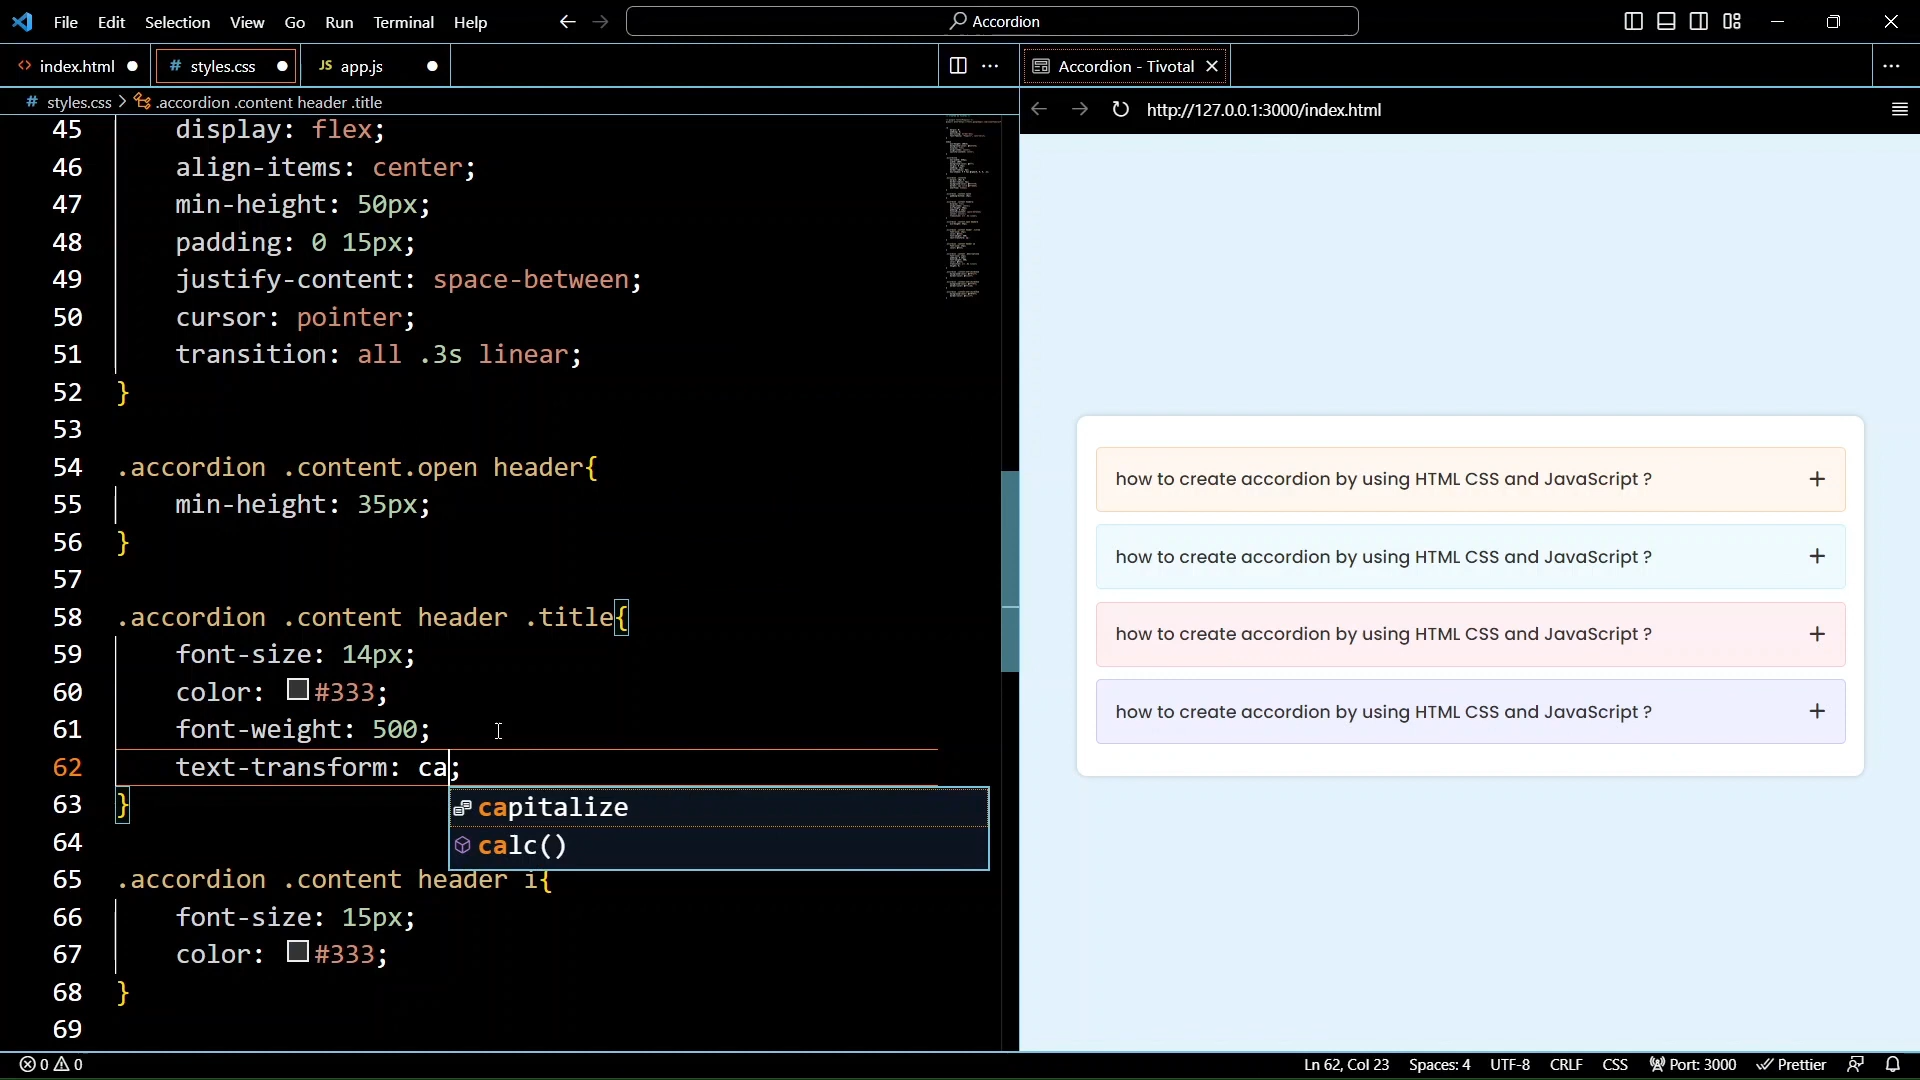 File Edit Selection View Go Run Terminal Help Accordion
index.html styles.css app.js Accordion - Tivotal
styles.css > .accordion .content header .title
http://127.0.0.1:3000/index.html
45 display: flex;
46 align-items: center;
47 min-height: 50px;
48 padding: 0 15px;
49 justify-content: space-between;
50 cursor: pointer;
51 transition: all .3s linear;
52 }
53
54 .accordion .content.open header{
55 min-height: 35px;
56 }
57
58 .accordion .content header .title{
59 font-size: 14px;
60 color: #333;
61 font-weight: 500;
62 text-transform: ca;
63 }
capitalize
64
calc()
65 .accordion .content header i{
66 font-size: 15px;
67 color: #333;
68 }
69
how to create accordion by using HTML CSS and JavaScript ? +
how to create accordion by using HTML CSS and JavaScript ? +
how to create accordion by using HTML CSS and JavaScript ? +
how to create accordion by using HTML CSS and JavaScript ? +
0 0 Ln 62, Col 23 Spaces: 4 UTF-8 CRLF CSS Port: 3000 Prettier